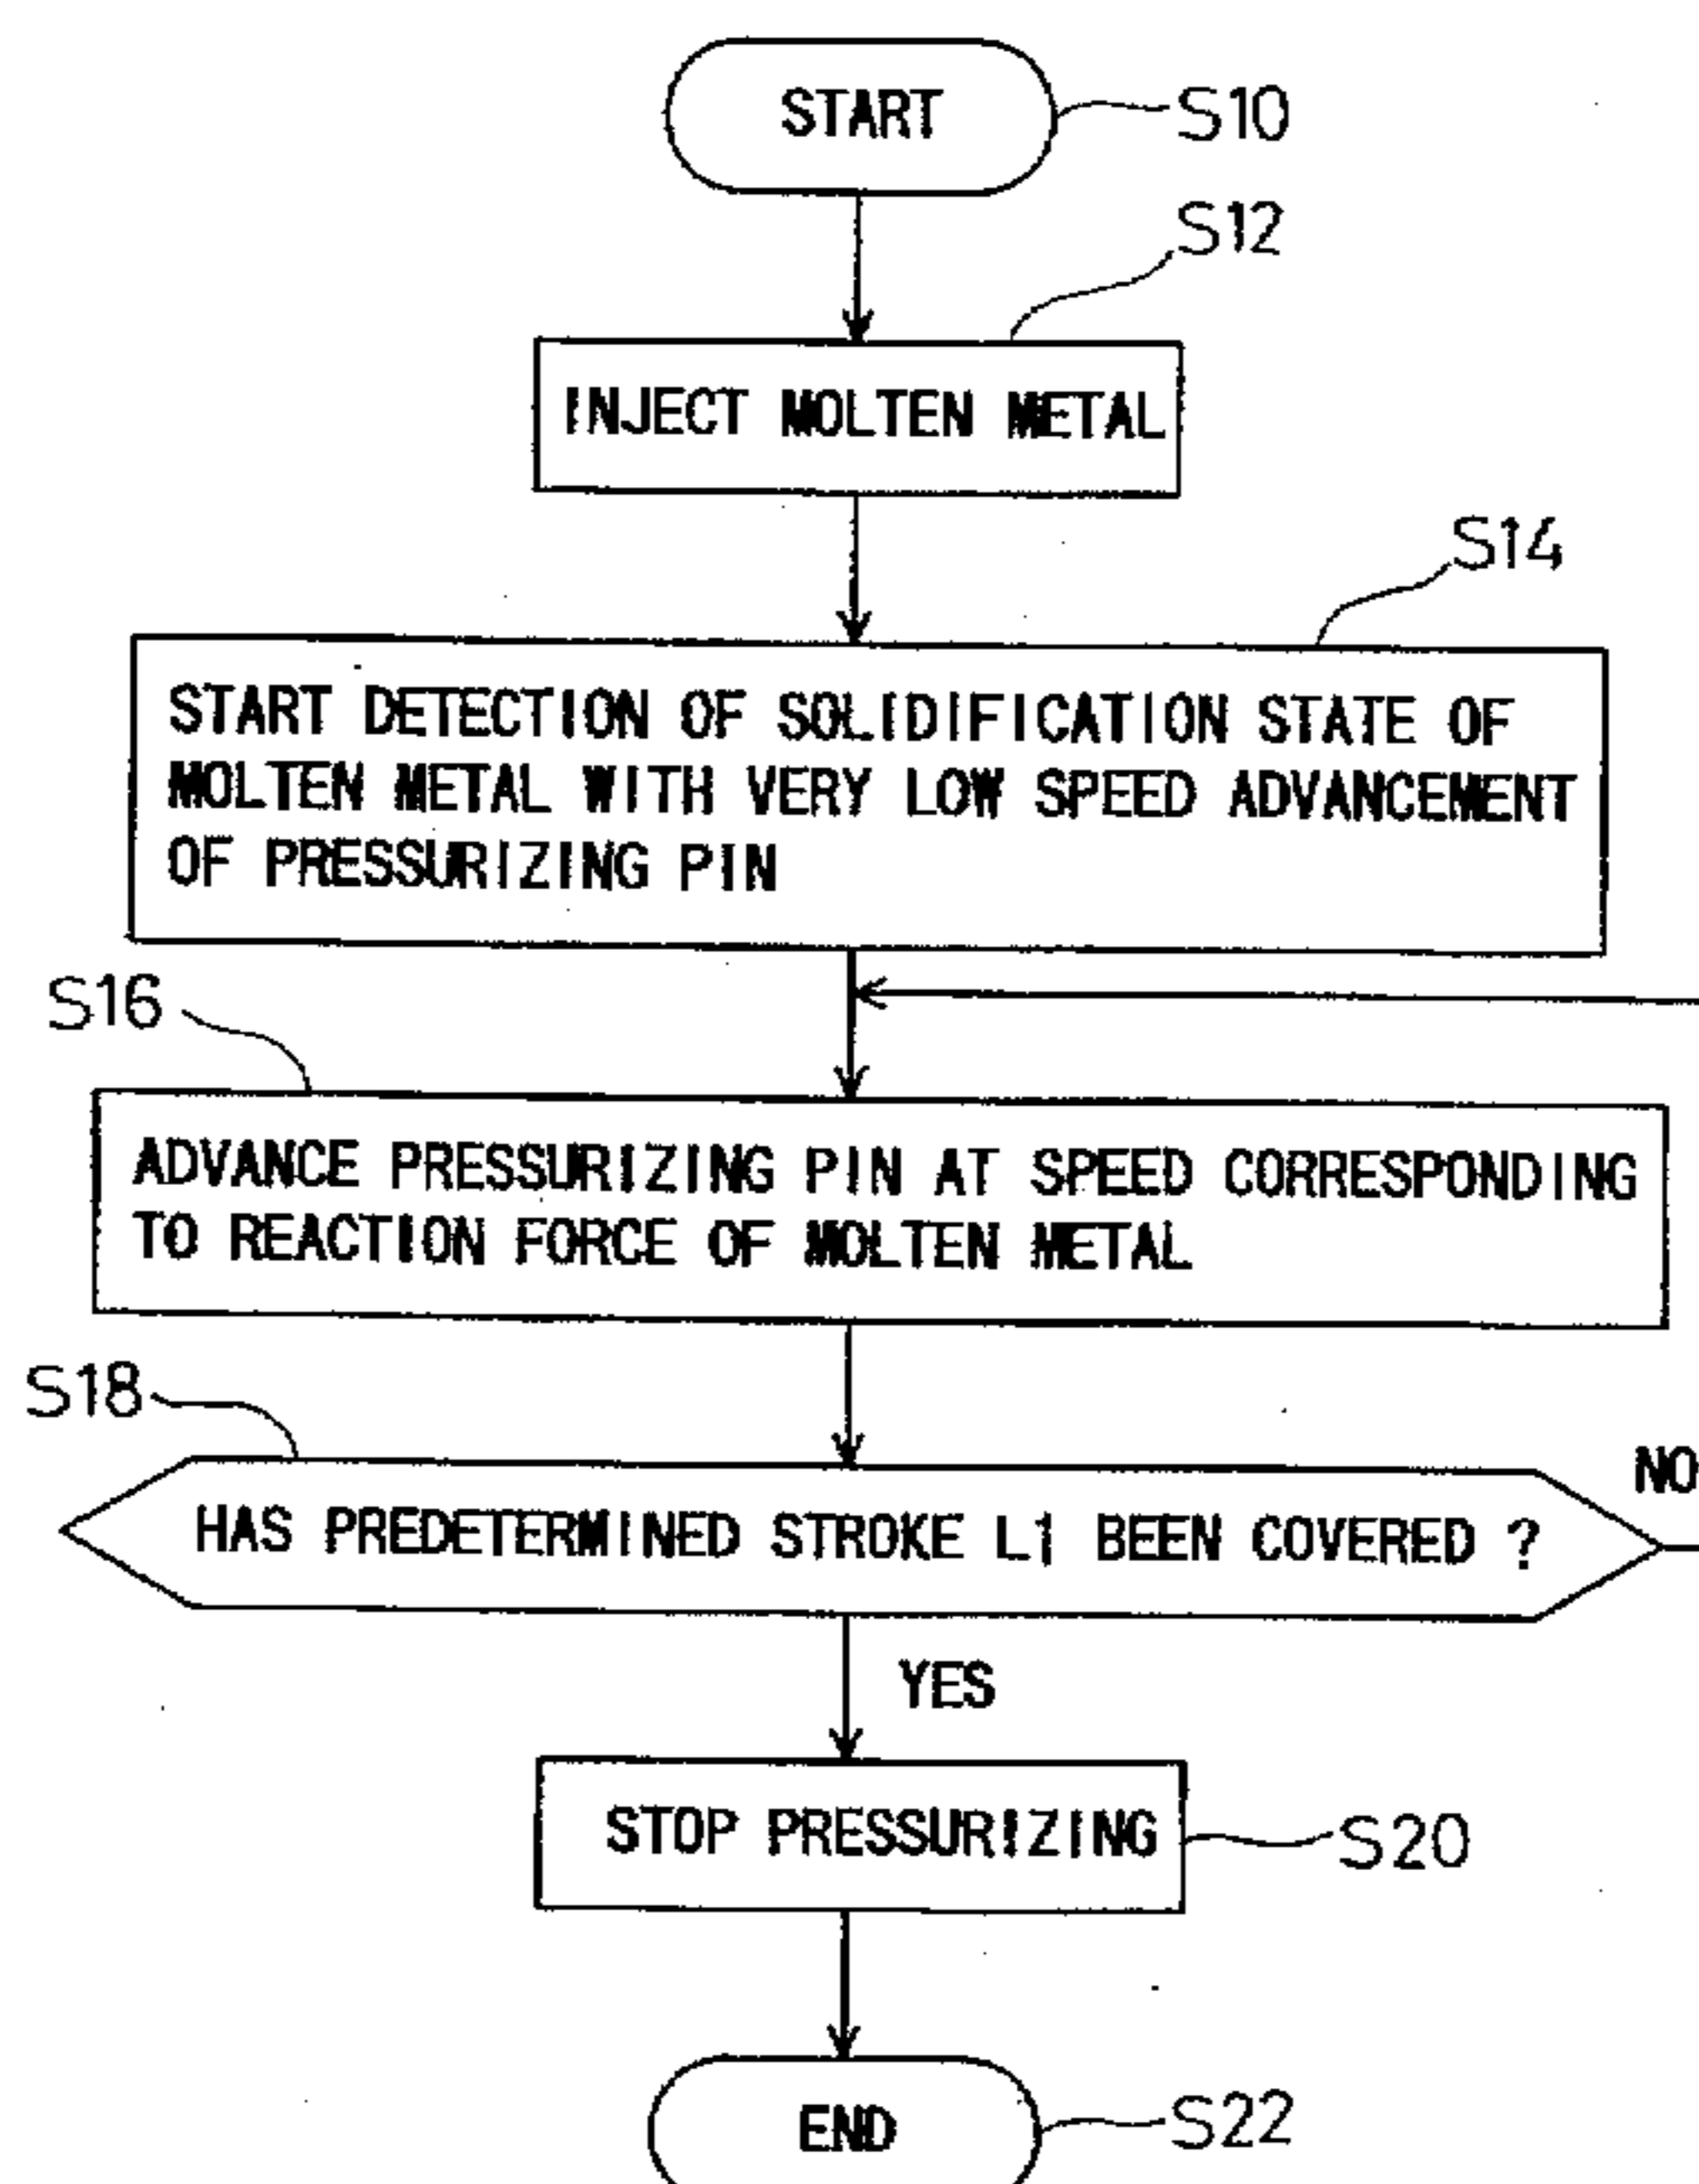 START
S10
S12
INJECT MOLTEN METAL
S14
START DETECTION OF SOLIDIFICATION STATE OF
MOLTEN METAL WITH VERY LOW SPEED ADVANCEMENT
OF PRESSURIZING PIN
S16
ADVANCE PRESSURIZING PIN AT SPEED CORRESPONDING
TO REACTION FORCE OF MOLTEN METAL
S18
NO
HAS PREDETERMINED STROKE L1 BEEN COVERED ?
YES
STOP PRESSURIZING
S20
END
S22